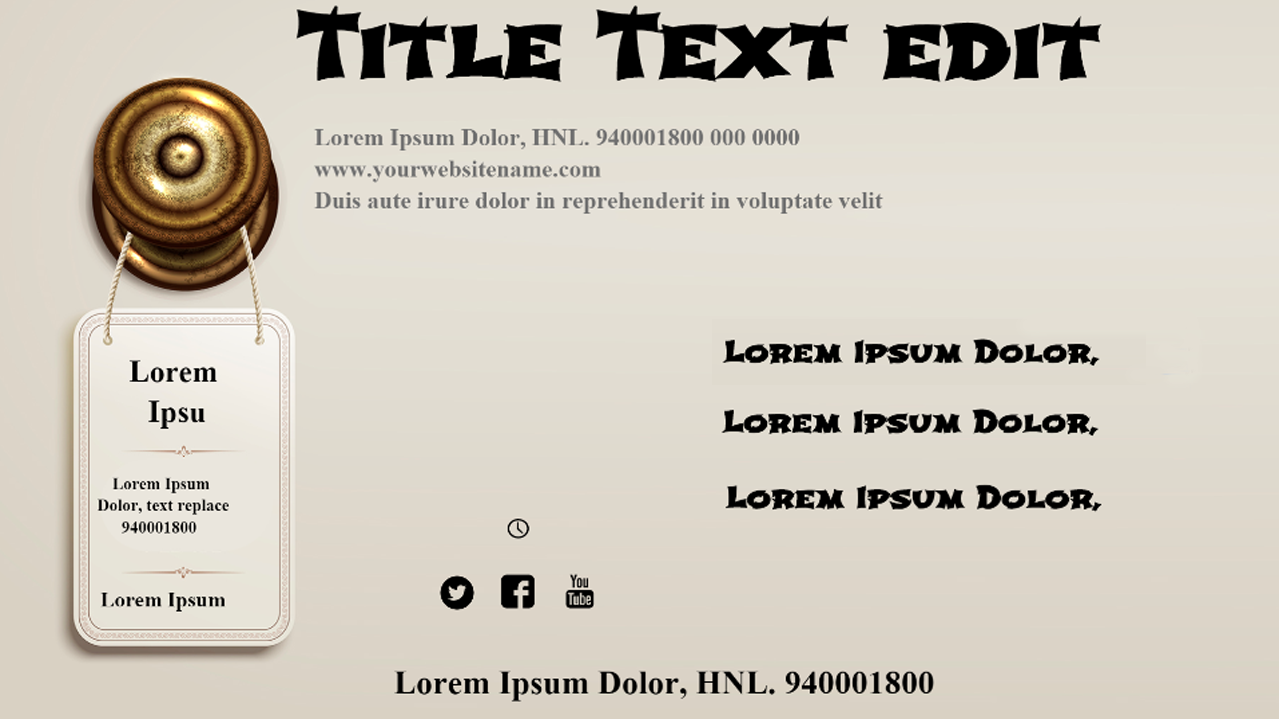 Title Text edit
Lorem Ipsum Dolor, HNL. 940001800 000 0000
www.yourwebsitename.com
Duis aute irure dolor in reprehenderit in voluptate velit
Lorem
Ipsu
Lorem Ipsum
Dolor, text replace
940001800
Lorem Ipsum
Lorem Ipsum Dolor,
Lorem Ipsum Dolor,
Lorem Ipsum Dolor,
You
Tube
Lorem Ipsum Dolor, HNL. 940001800